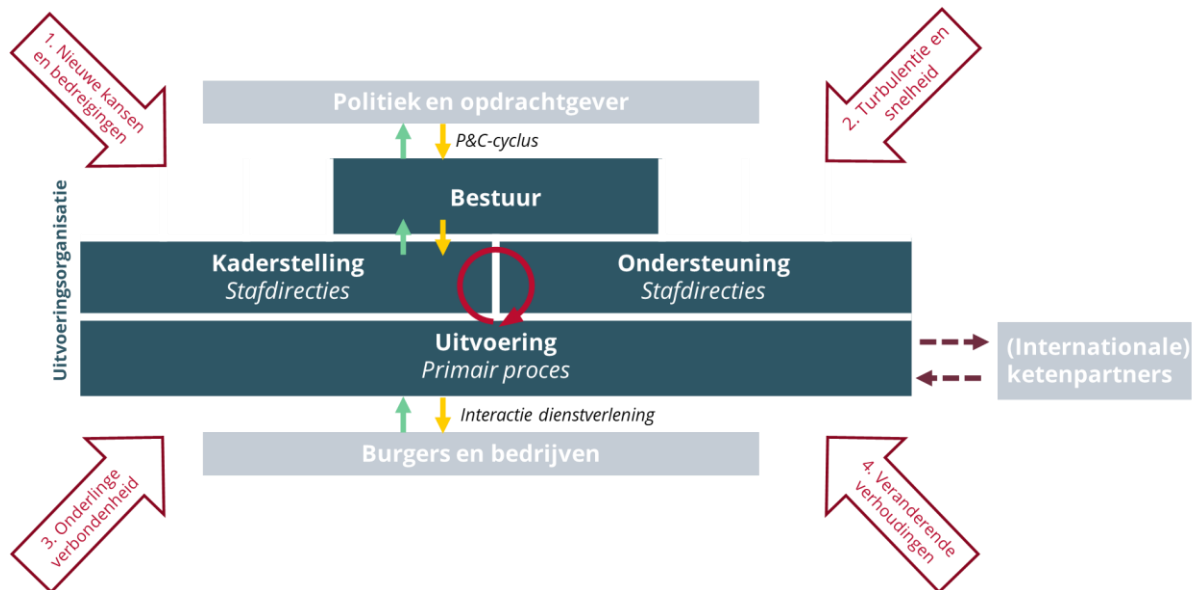 1. Nieuwe kansen
en bedreigingen
2. Turbulentie en
snelheid
Politiek en opdrachtgever
P&C-cyclus
Bestuur
Uitvoeringsorganisatie
Kaderstelling
Stafdirecties
Ondersteuning
Stafdirecties
Uitvoering
Primair proces
(Internationale)
ketenpartners
Interactie dienstverlening
Burgers en bedrijven
3. Onderlinge
verbondenheid
4. Veranderende
verhoudingen